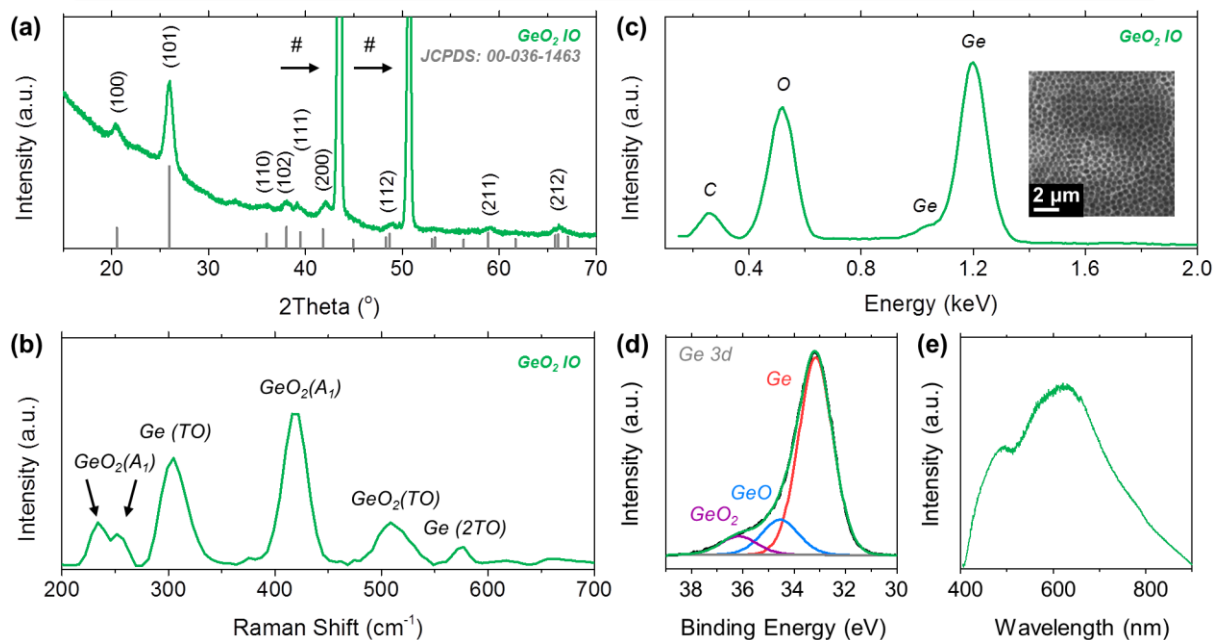 (a)
GeO₂ IO
JCPDS: 00-036-1463
#
#
(100)
(101)
(110)
(102)
(111)
(200)
(112)
(211)
(212)
Intensity (a.u.)
20 30 40 50 60 70
2Theta (°)
(c)
GeO₂ IO
C
O
Ge
Ge
2 µm
Intensity (a.u.)
0.4 0.8 1.2 1.6 2.0
Energy (keV)
(b)
GeO₂ IO
GeO₂(A₁)
Ge (TO)
GeO₂(A₁)
GeO₂(TO)
Ge (2TO)
Intensity (a.u.)
200 300 400 500 600 700
Raman Shift (cm⁻¹)
(d)
Ge 3d
Ge
GeO
GeO₂
Intensity (a.u.)
38 36 34 32 30
Binding Energy (eV)
(e)
Intensity (a.u.)
400 600 800
Wavelength (nm)